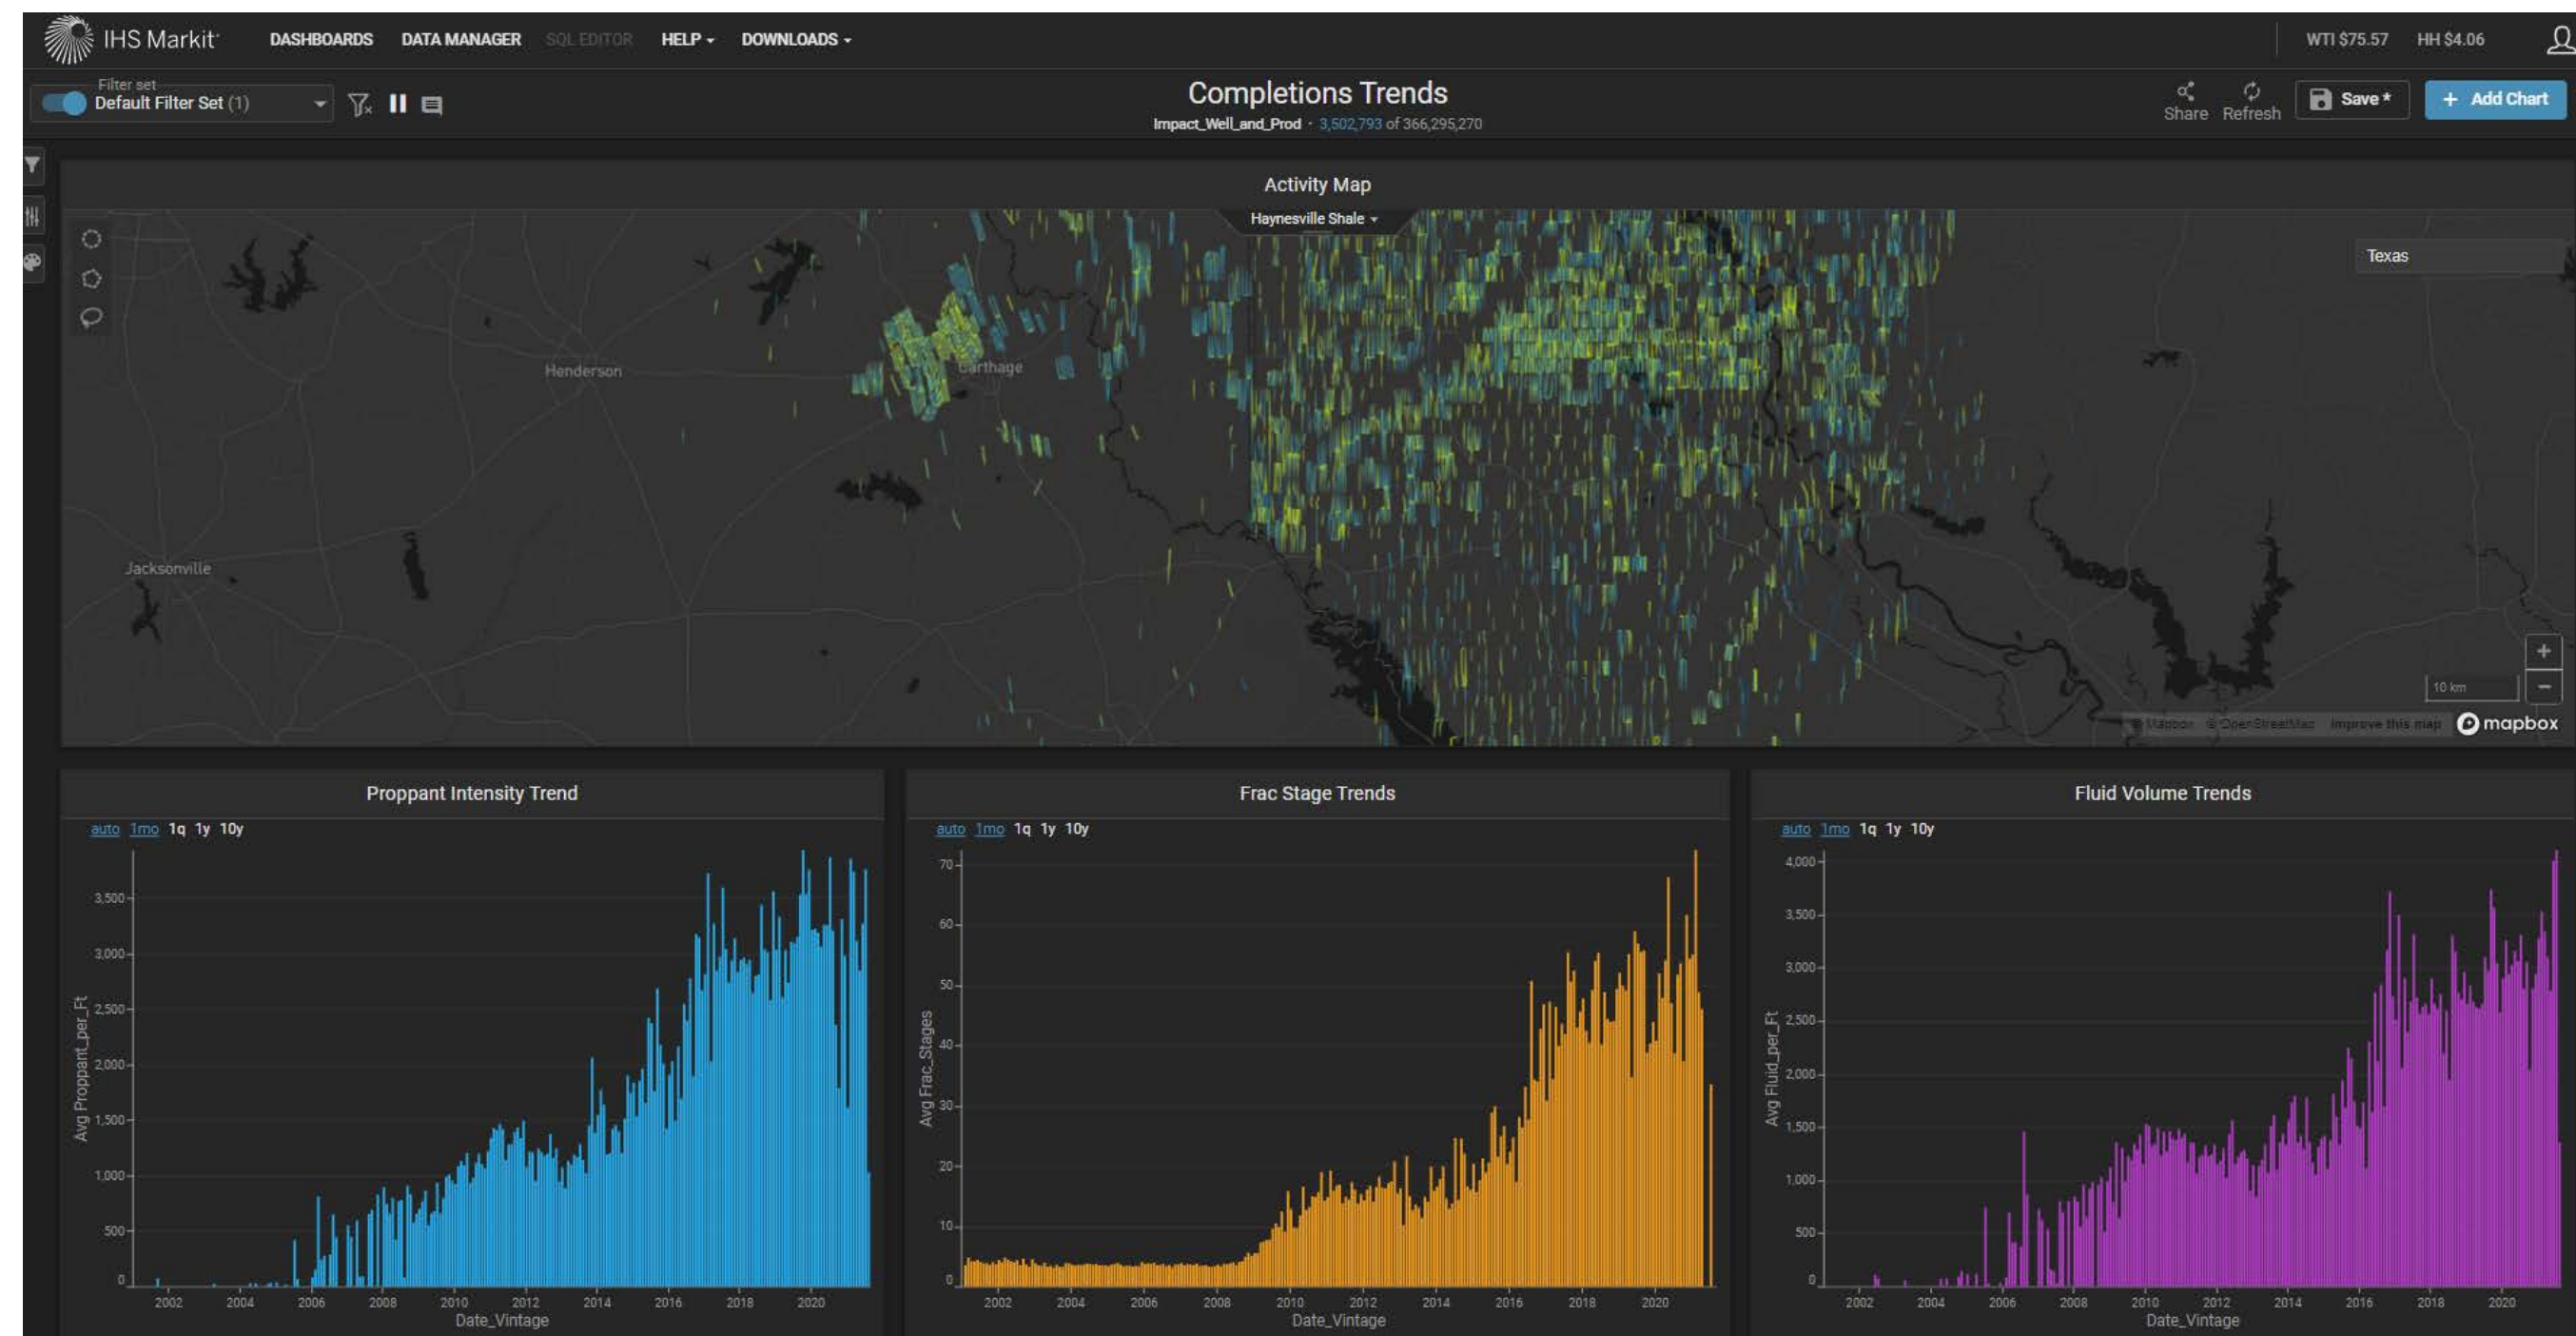 IHS Markit
DASHBOARDS DATA MANAGER SQL EDITOR HELP DOWNLOADS
WTI $75.57 HH $4.06
Filter set
Default Filter Set (1)
Completions Trends
Impact_Well_and_Prod · 3,502,793 of 366,295,270
Share Refresh
Save *
+ Add Chart
Activity Map
Haynesville Shale
Texas
Henderson
Carthage
Jacksonville
+
10 km
−
© Mapbox © OpenStreetMap Improve this map
mapbox
Proppant Intensity Trend
auto 1mo 1q 1y 10y
3,500
3,000
2,500
2,000
1,500
1,000
500
0
Avg Proppant_per_Ft
2002 2004 2006 2008 2010 2012 2014 2016 2018 2020
Date_Vintage
Frac Stage Trends
auto 1mo 1q 1y 10y
70
60
50
40
30
20
10
0
Avg Frac_Stages
2002 2004 2006 2008 2010 2012 2014 2016 2018 2020
Date_Vintage
Fluid Volume Trends
auto 1mo 1q 1y 10y
4,000
3,500
3,000
2,500
2,000
1,500
1,000
500
0
Avg Fluid_per_Ft
2002 2004 2006 2008 2010 2012 2014 2016 2018 2020
Date_Vintage